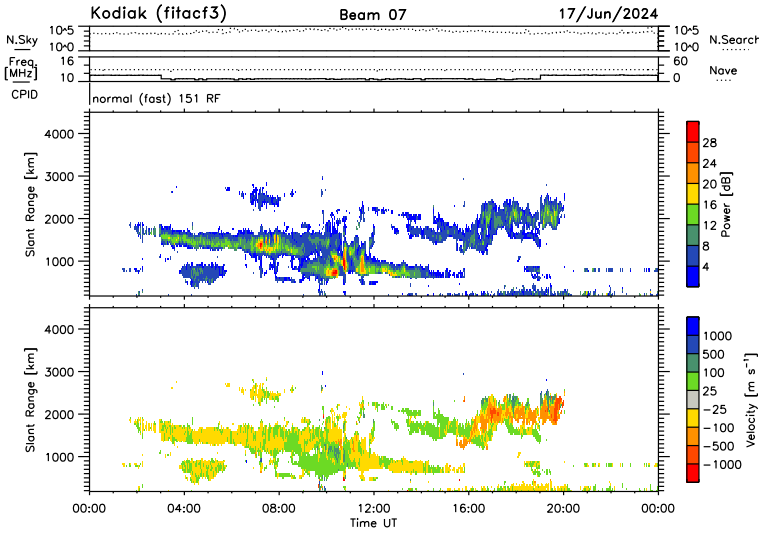 Kodiak (fitacf3) Beam 07 17/Jun/2024
N.Sky 10^5 10^0 10^5 10^0 N.Search
Freq. [MHz] 16 10 60 0 Nave
CPID normal (fast) 151 RF
Slant Range [km] 4000 3000 2000 1000
Power [dB] 28 24 20 16 12 8 4
Slant Range [km] 4000 3000 2000 1000
Velocity [m s⁻¹] 1000 500 100 25 −25 −100 −500 −1000
00:00 04:00 08:00 12:00 16:00 20:00 00:00
Time UT